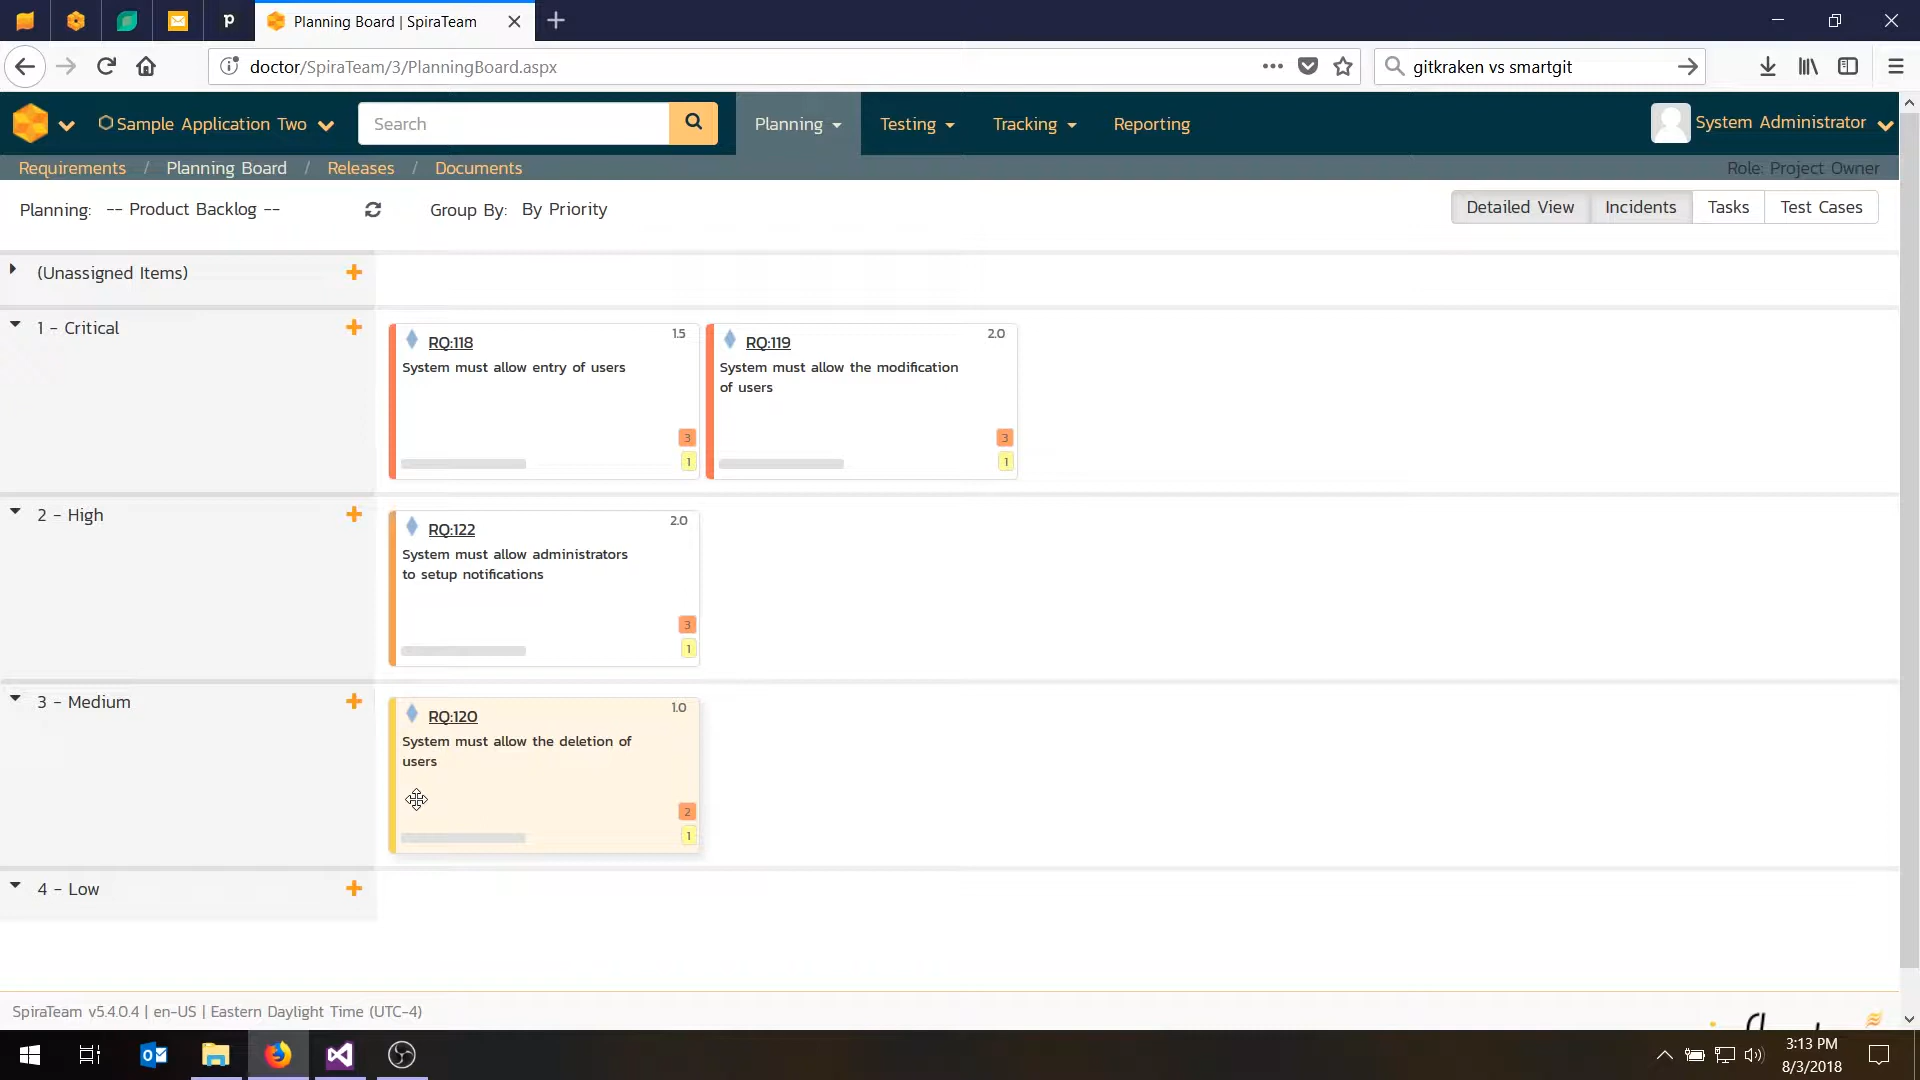 Planning Board | SpiraTeam
doctor/SpiraTeam/3/PlanningBoard.aspx
gitkraken vs smartgit
Sample Application Two
Search
Planning
Testing
Tracking
Reporting
System Administrator
Requirements / Planning Board / Releases / Documents
Role: Project Owner
Planning: -- Product Backlog --
Group By: By Priority
Detailed View
Incidents
Tasks
Test Cases
(Unassigned Items)
1 - Critical
RQ:118
1.5
System must allow entry of users
3
1
RQ:119
2.0
System must allow the modification
of users
3
1
2 - High
RQ:122
2.0
System must allow administrators
to setup notifications
3
1
3 - Medium
RQ:120
1.0
System must allow the deletion of
users
2
1
4 - Low
SpiraTeam v5.4.0.4 | en-US | Eastern Daylight Time (UTC-4)
3:13 PM
8/3/2018